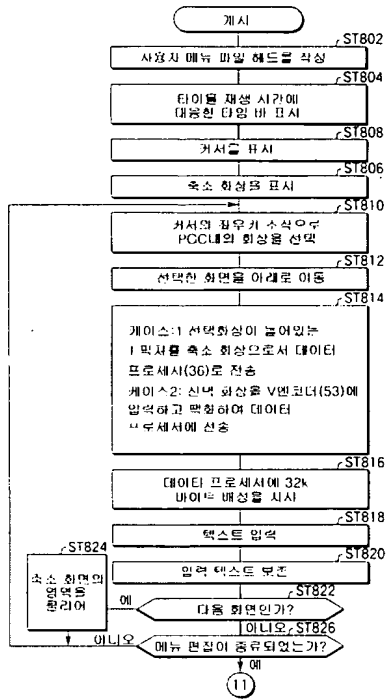 개시
ST802
사용자 메뉴 파일 헤드를 작성
ST804
타이틀 재생 시간에
대응한 타임 바 표시
ST808
커서를 표시
ST806
축소 화상을 표시
ST810
커서의 좌우키 조작으로
PGC내의 화상을 선택
ST812
선택한 화면을 아래로 이동
ST814
케이스:1 선택화상이 들어있는
1 픽쳐를 축소 화상으로서 데이터
프로세서(36)로 전송
케이스2: 선택 화상을 V엔코더(53)에
입력하고 팩화하여 데이터
프로세서에 전송
ST816
데이타 프로세서에 32k
바이트 배성을 지시
ST818
텍스트 입력
ST820
입력 텍스트 보존
ST822
다음 화면인가?
예
ST824
축소 화면의
영역을
클리어
아니오
ST826
메뉴 편집이 종료되었는가?
아니오
예
11